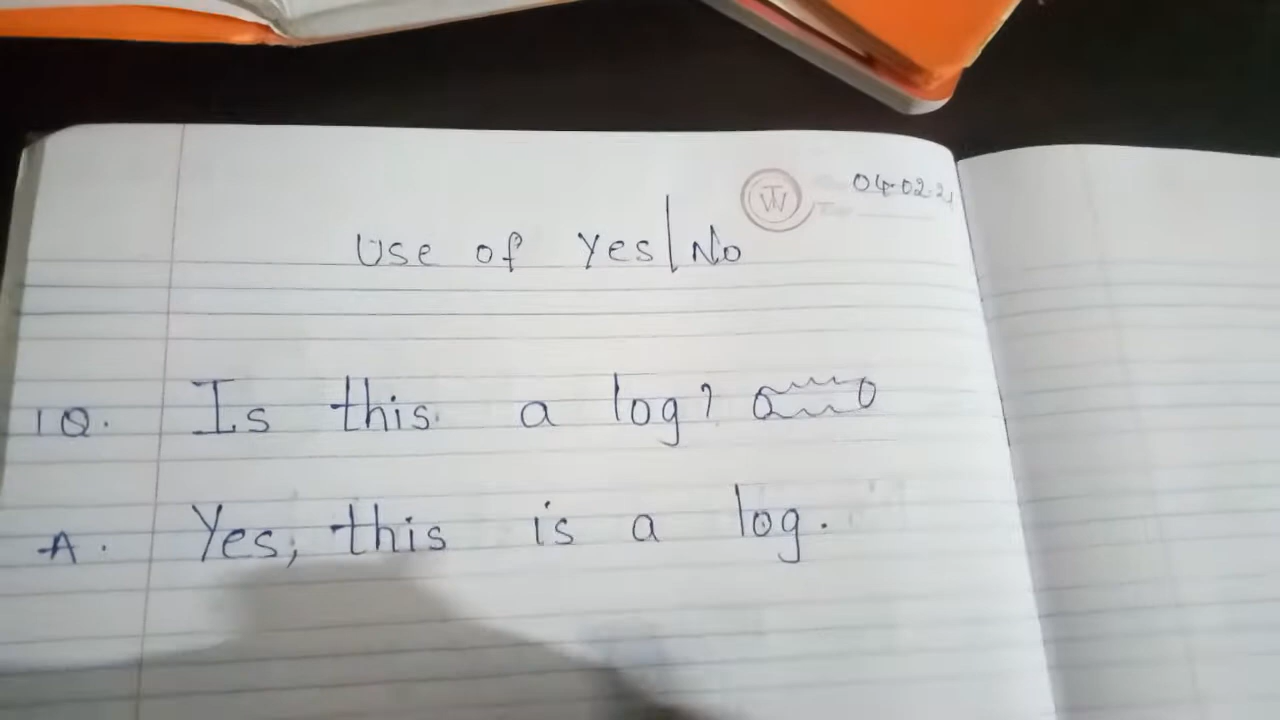 04-02-21
Use of Yes|No
1Q. Is this a log?
A. Yes, this is a log.